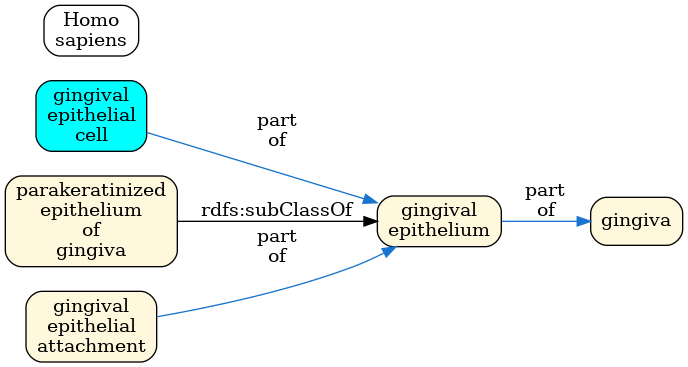 Homo
sapiens
gingival
epithelial
cell
part
of
parakeratinized
epithelium
of
gingiva
rdfs:subClassOf
part
of
gingival
epithelium
part
of
gingiva
gingival
epithelial
attachment